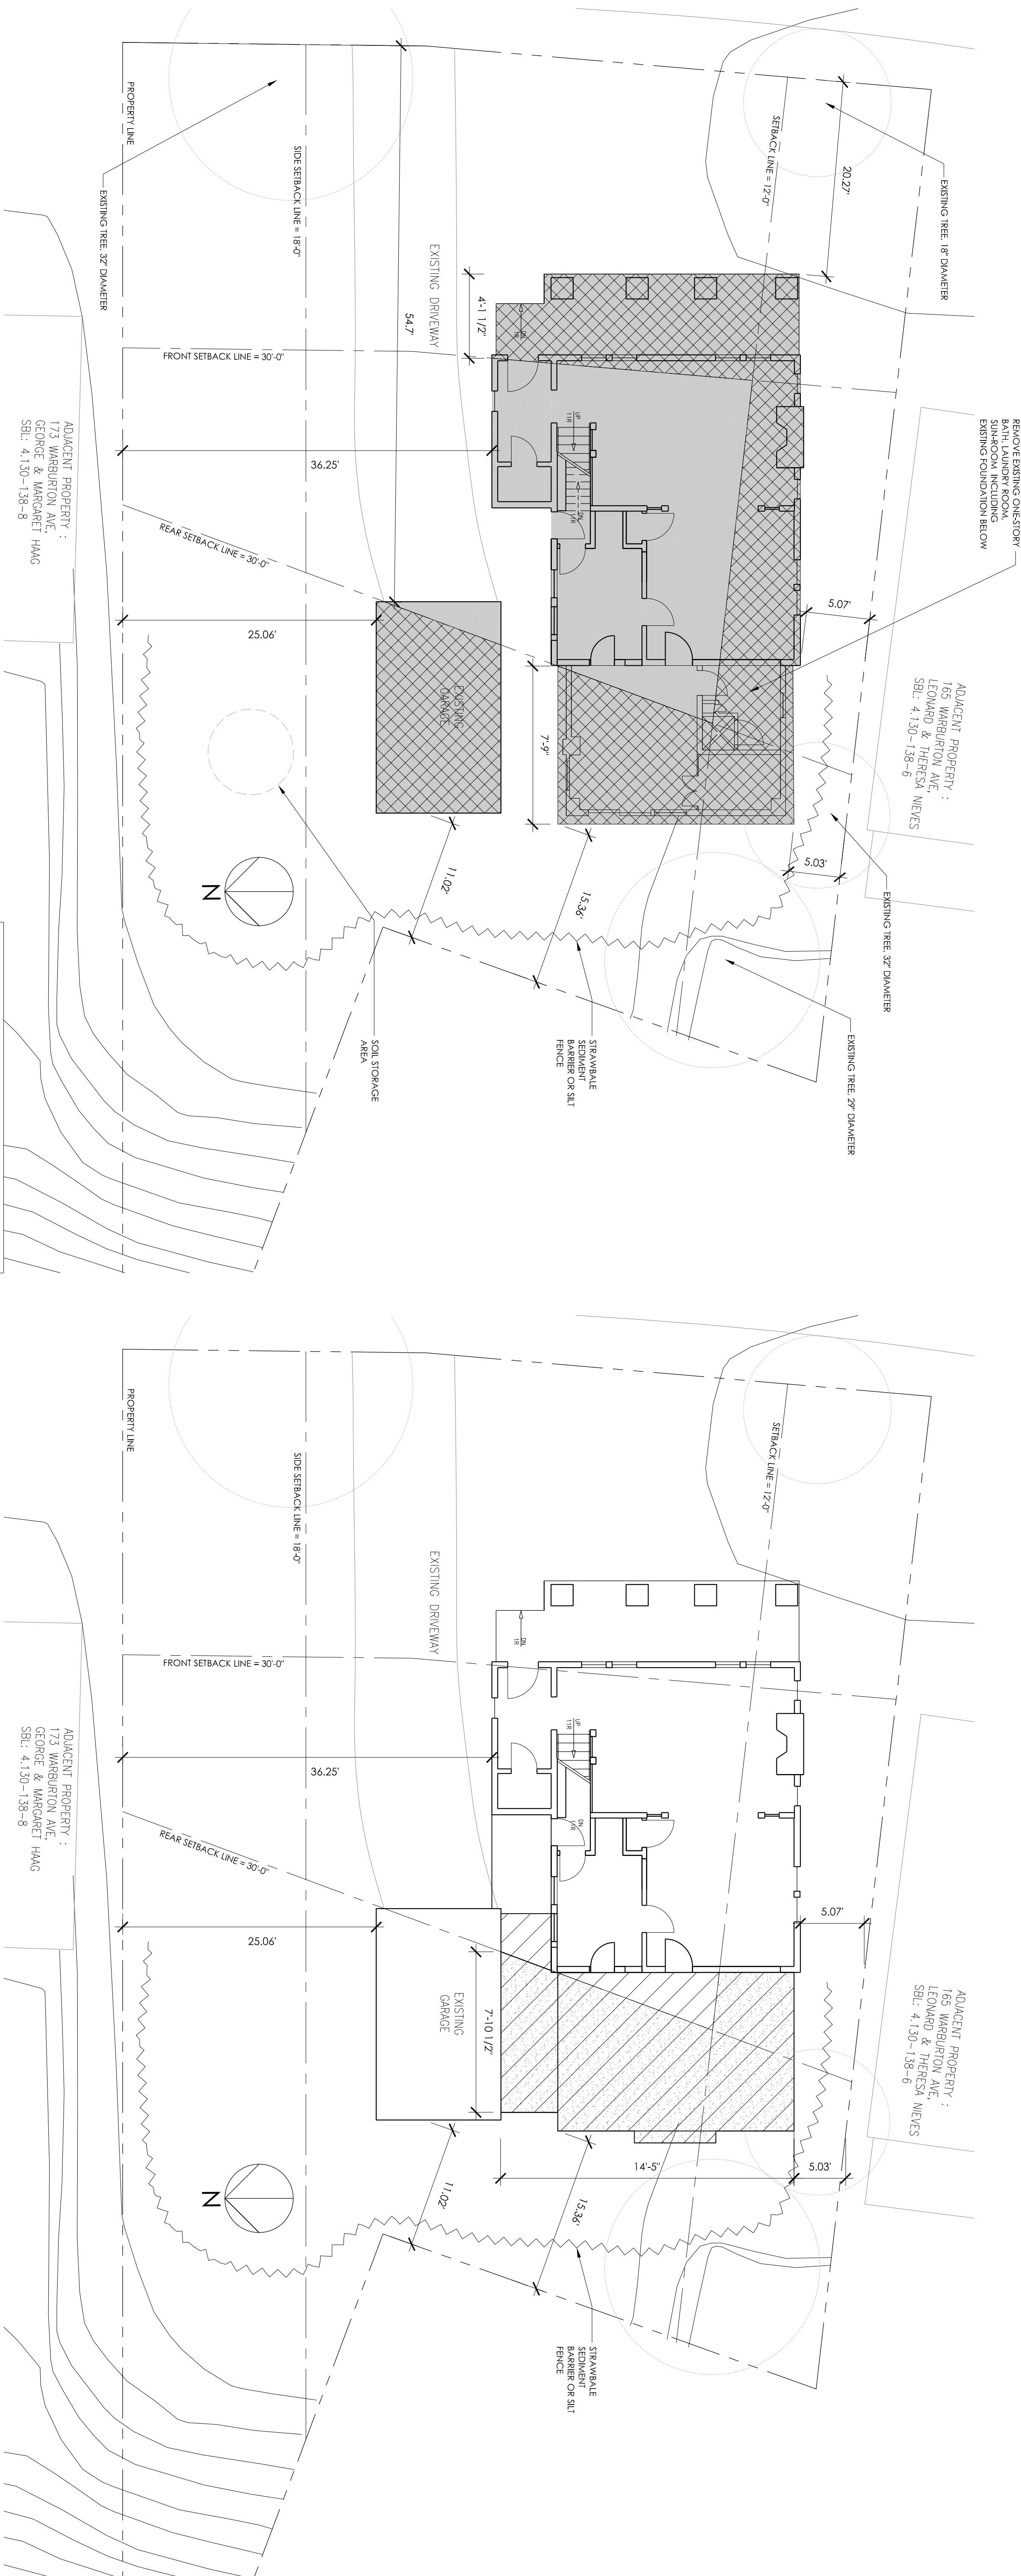 PROPERTY LINE
EXISTING TREE, 32" DIAMETER
SIDE SETBACK LINE = 18'-0"
SETBACK LINE = 12'-0"
20.27'
EXISTING TREE, 18" DIAMETER
EXISTING DRIVEWAY
54.7'
4'-1 1/2"
DN
1R
FRONT SETBACK LINE = 30'-0"
REMOVE EXISTING ONE-STORY
BATH, LAUNDRY ROOM,
SUN-ROOM INCLUDING
EXISTING FOUNDATION BELOW
ADJACENT PROPERTY :
173 WARBURTON AVE,
GEORGE & MARGARET HAAG
SBL: 4.130-138-8
UP
11R
36.25'
DN
11R
REAR SETBACK LINE = 30'-0"
5.07'
25.06'
ADJACENT PROPERTY :
165 WARBURTON AVE,
LEONARD & THERESA NIEVES
SBL: 4.130-138-6
EXISTING
GARAGE
7'-9"
5.03'
11.02'
15.36'
N
EXISTING TREE, 32" DIAMETER
SOIL STORAGE
AREA
STRAWBALE
SEDIMENT
BARRIER OR SILT
FENCE
EXISTING TREE, 29" DIAMETER
PROPERTY LINE
SIDE SETBACK LINE = 18'-0"
SETBACK LINE = 12'-0"
EXISTING DRIVEWAY
DN
1R
FRONT SETBACK LINE = 30'-0"
ADJACENT PROPERTY :
173 WARBURTON AVE,
GEORGE & MARGARET HAAG
SBL: 4.130-138-8
UP
11R
36.25'
DN
11R
REAR SETBACK LINE = 30'-0"
5.07'
25.06'
ADJACENT PROPERTY :
165 WARBURTON AVE,
LEONARD & THERESA NIEVES
SBL: 4.130-138-6
EXISTING
GARAGE
7'-10 1/2"
14'-5"
5.03'
11.02'
15.36'
N
STRAWBALE
SEDIMENT
BARRIER OR SILT
FENCE